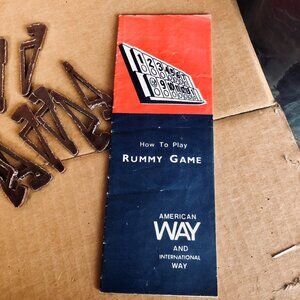 How To Play
RUMMY GAME
AMERICAN
WAY
AND
INTERNATIONAL
WAY